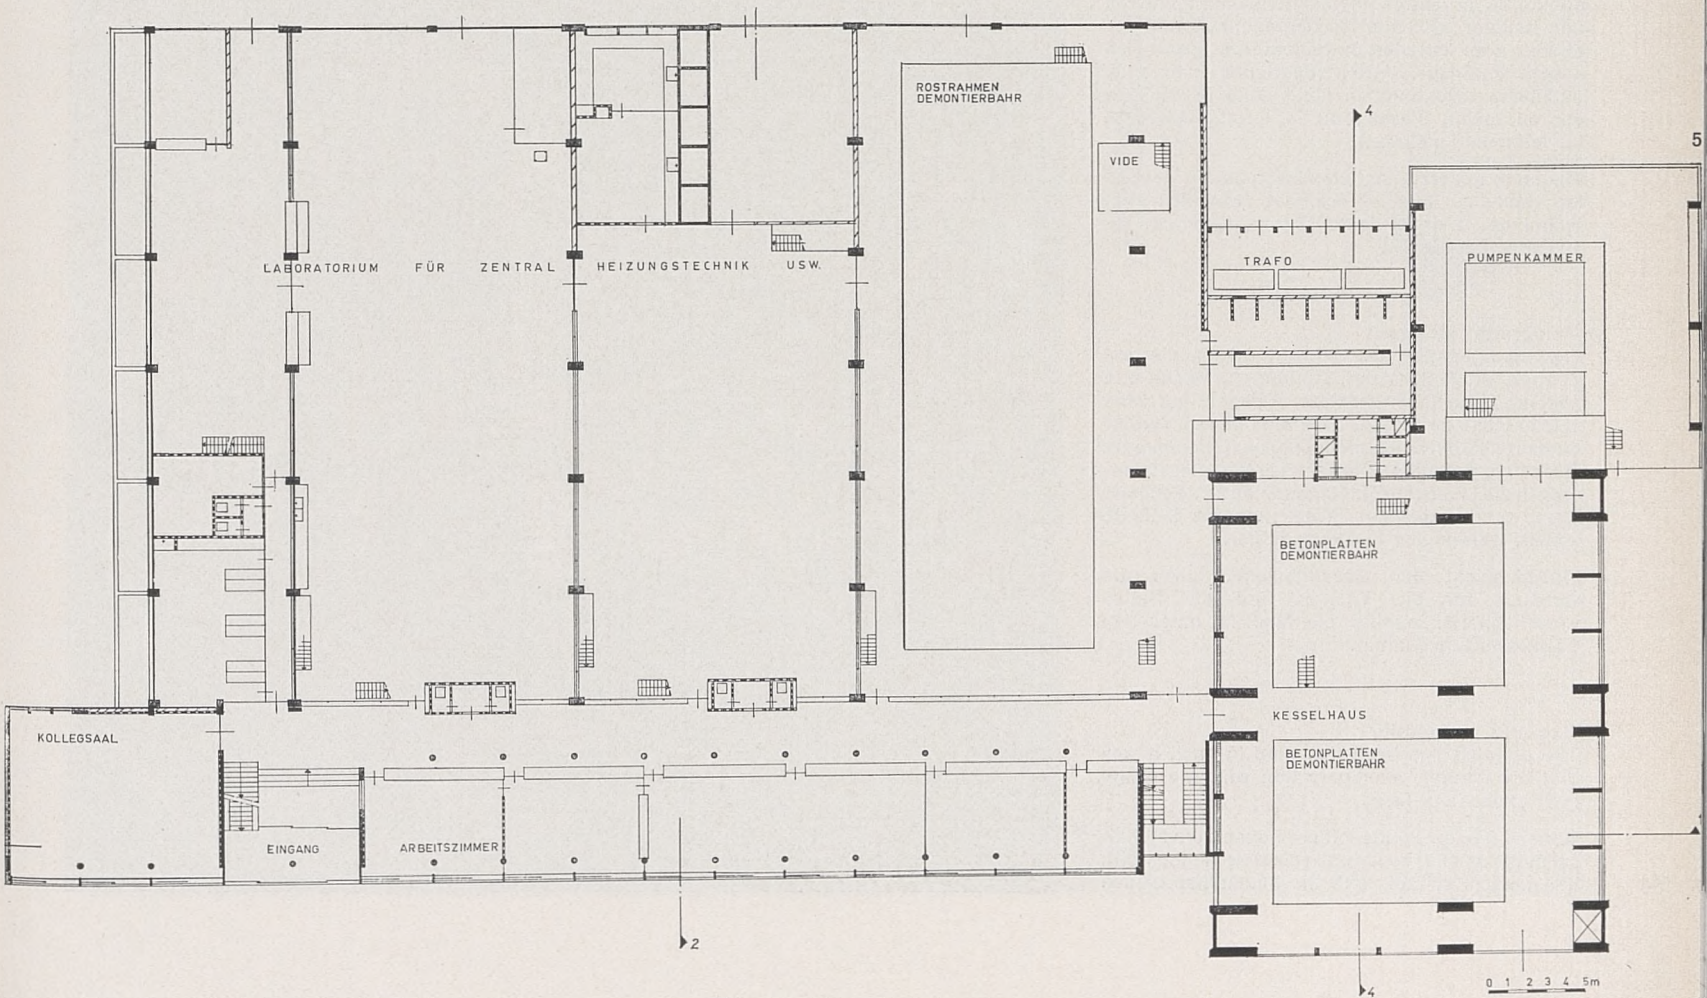 ROSTRAHMEN
DEMONTIERBAHR
4
5
VIDE
LABORATORIUM FÜR ZENTRAL HEIZUNGSTECHNIK USW.
TRAFO
PUMPENKAMMER
BETONPLATTEN
DEMONTIERBAHR
KESSELHAUS
KOLLEGSAAL
BETONPLATTEN
DEMONTIERBAHR
EINGANG
ARBEITSZIMMER
2
4
0 1 2 3 4 5m